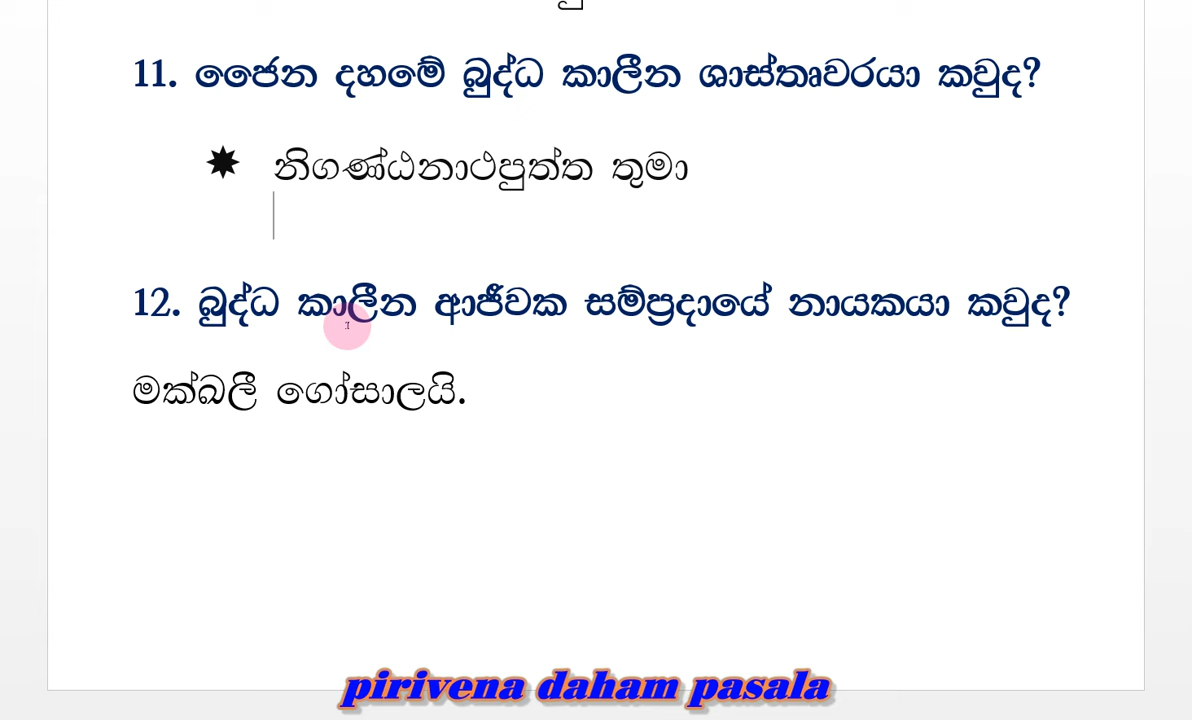 11. ජෛන දහමේ බුද්ධ කාලීන ශාස්තෘවරයා කවුද?
නිගණ්ඨනාථපුත්ත තුමා
12. බුද්ධ කාලීන ආජීවක සම්ප්‍රදායේ නායකයා කවුද?
මක්ඛලී ගෝසාලයි.
pirivena daham pasala